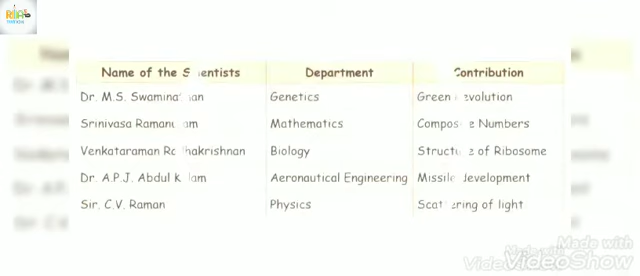 Name of the Scientists Department Contribution
Dr. M.S. Swaminathan Genetics Green Revolution
Srinivasa Ramanujam Mathematics Composite Numbers
Venkataraman Radhakrishnan Biology Structure of Ribosome
Dr. A.P.J. Abdul Kalam Aeronautical Engineering Missile development
Sir. C.V. Raman Physics Scattering of light
Made with
VideoShow